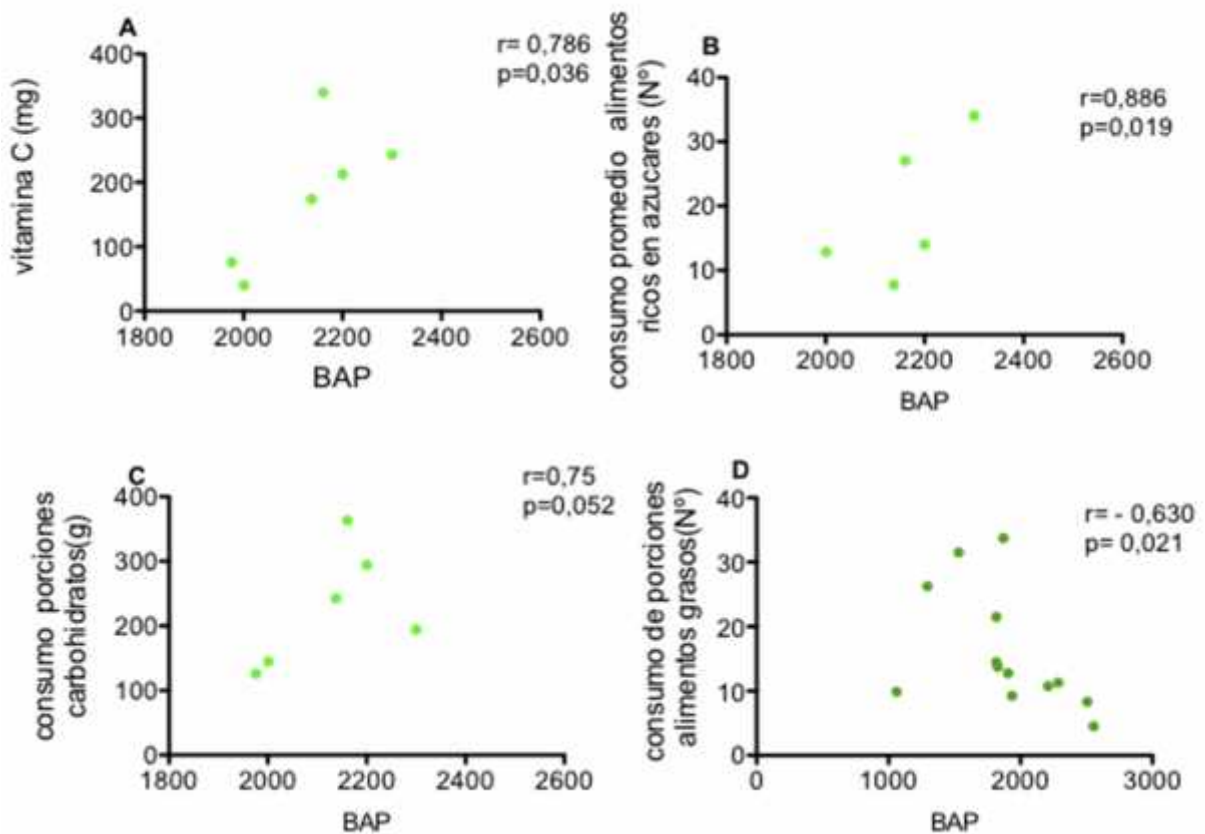 A
r= 0,786
p=0,036
vitamina C (mg)
400
300
200
100
0
1800 2000 2200 2400 2600
BAP
B
r=0,886
p=0,019
consumo promedio alimentos
ricos en azucares (Nº)
40
30
20
10
0
1800 2000 2200 2400 2600
BAP
C
r=0,75
p=0,052
consumo porciones
carbohidratos(g)
400
300
200
100
0
1800 2000 2200 2400 2600
BAP
D
r= - 0,630
p= 0,021
consumo de porciones
alimentos grasos(Nº)
40
30
20
10
0
0 1000 2000 3000
BAP